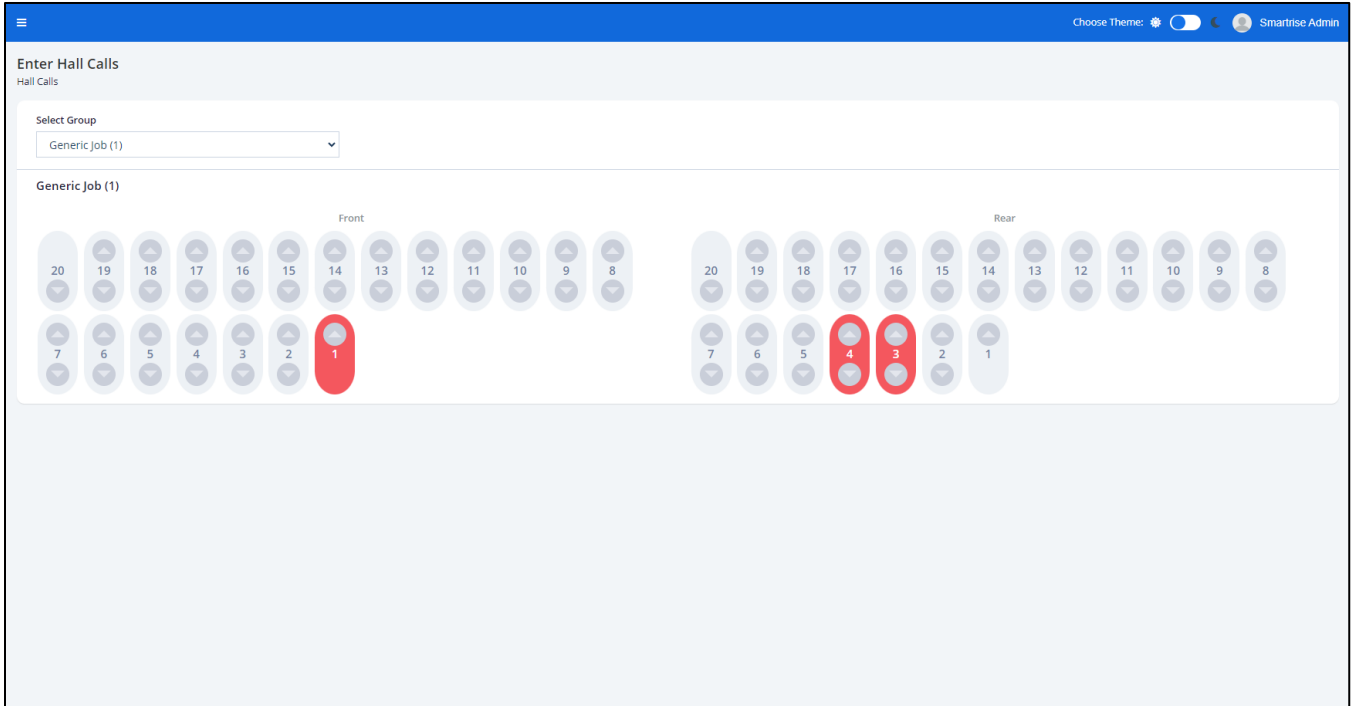 Choose Theme: Smartrise Admin
Enter Hall Calls
Hall Calls
Select Group
Generic Job (1)
Generic Job (1)
Front
20 19 18 17 16 15 14 13 12 11 10 9 8
7 6 5 4 3 2 1
Rear
20 19 18 17 16 15 14 13 12 11 10 9 8
7 6 5 4 3 2 1